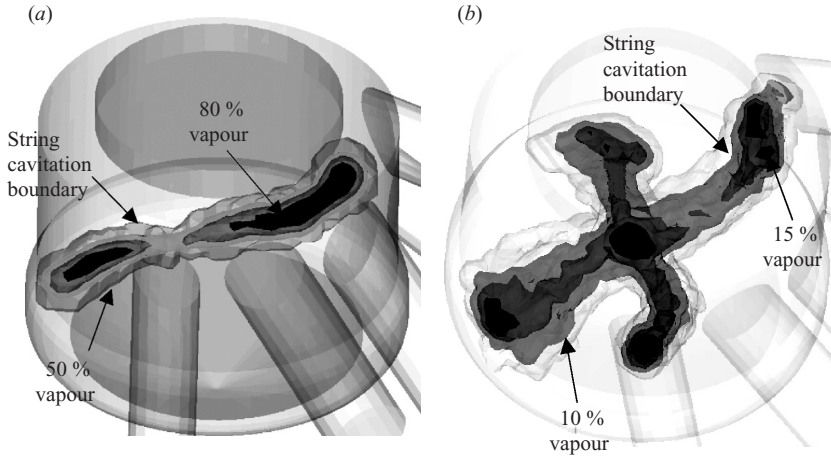 (a)
80 %
vapour
String
cavitation
boundary
50 %
vapour
(b)
String
cavitation
boundary
15 %
vapour
10 %
vapour